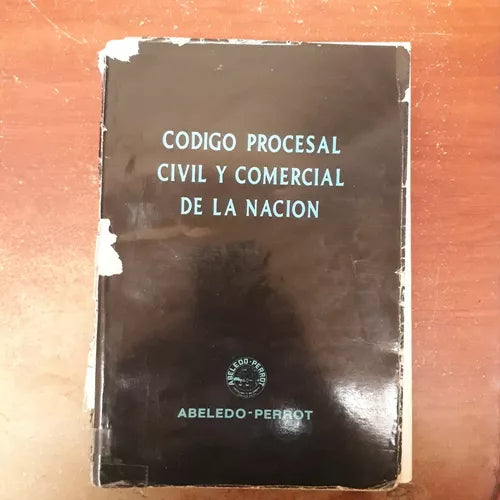 CODIGO PROCESAL
CIVIL Y COMERCIAL
DE LA NACION
ABELEDO-PERROT
ABELEDO-PERROT